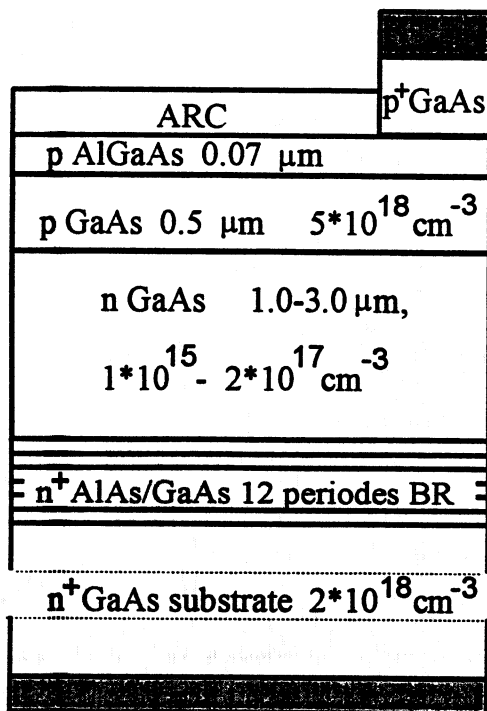 p⁺GaAs
ARC
p AlGaAs 0.07 μm
p GaAs 0.5 μm 5*10¹⁸cm⁻³
n GaAs 1.0-3.0 μm,
1*10¹⁵- 2*10¹⁷cm⁻³
n⁺AlAs/GaAs 12 periodes BR
n⁺GaAs substrate 2*10¹⁸cm⁻³